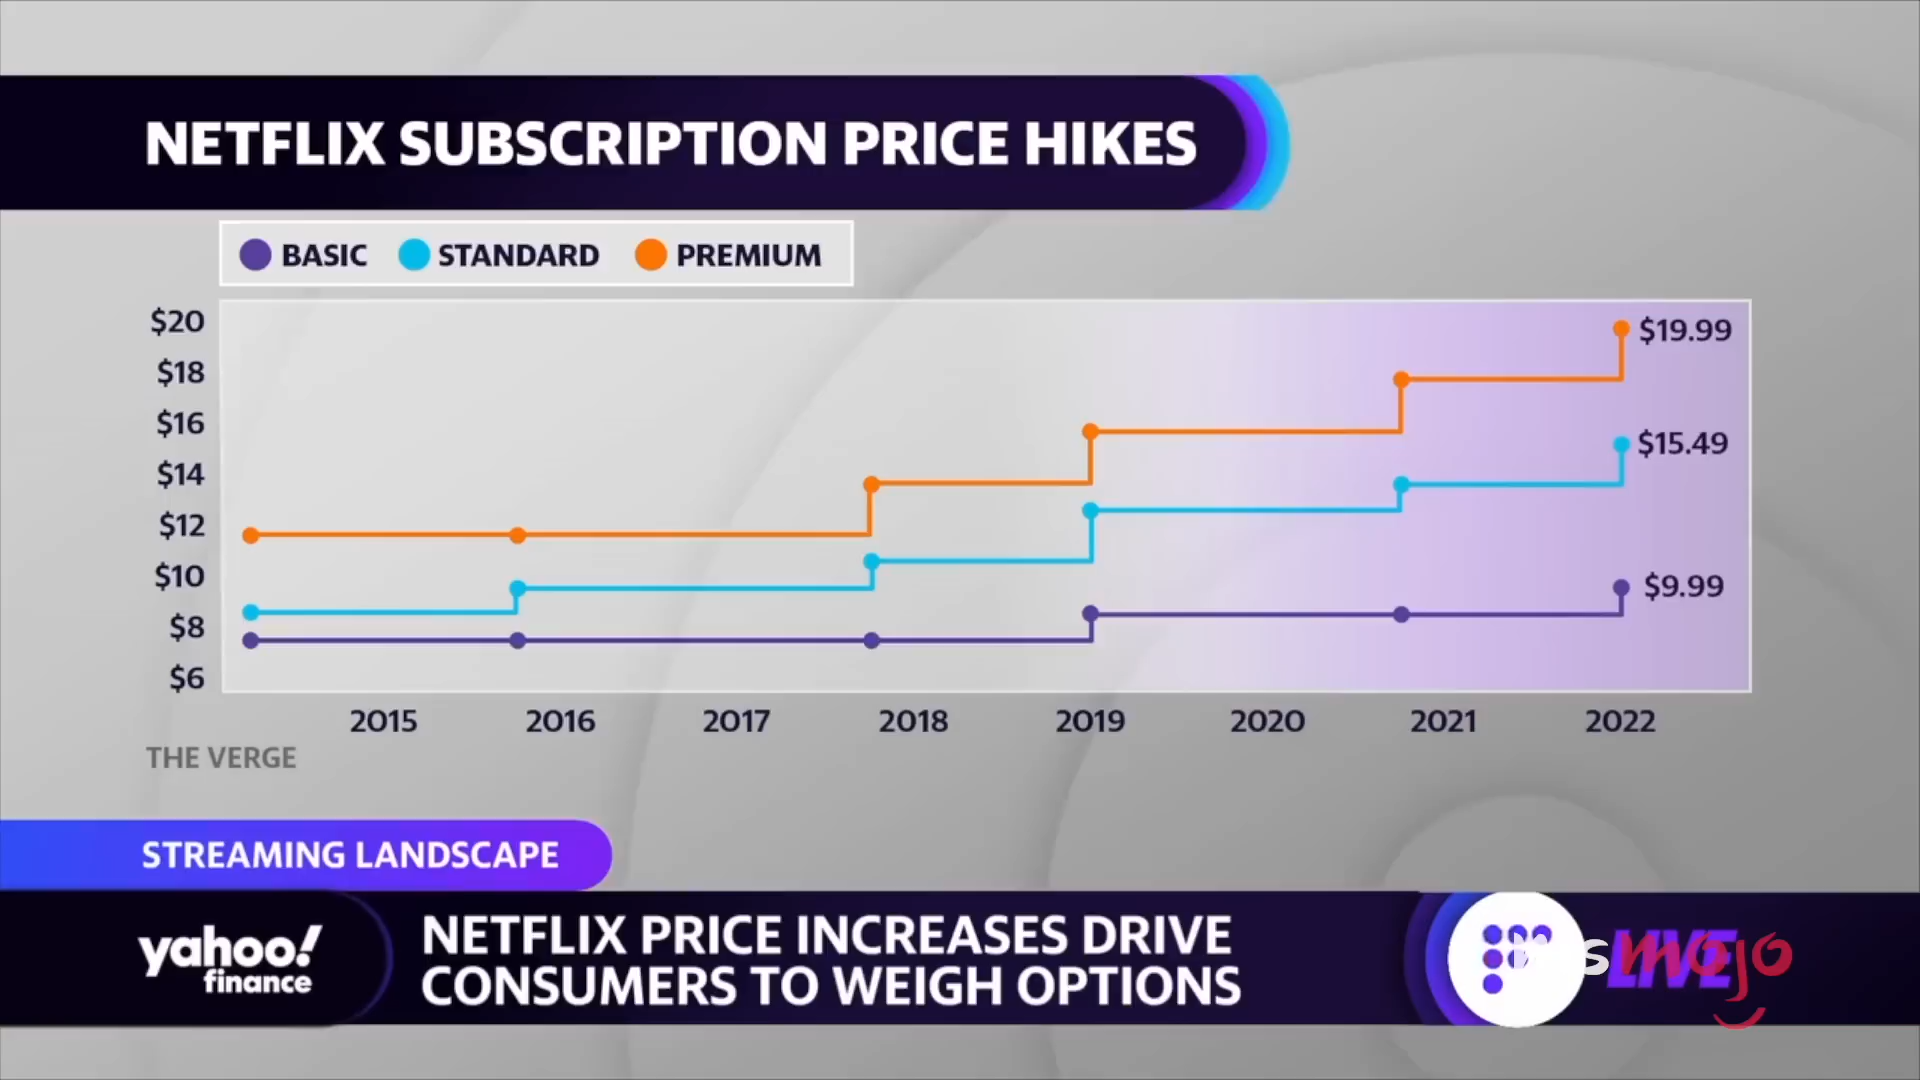 NETFLIX SUBSCRIPTION PRICE HIKES
BASIC STANDARD PREMIUM
$20
$18
$16
$14
$12
$10
$8
$6
$19.99
$15.49
$9.99
2015 2016 2017 2018 2019 2020 2021 2022
THE VERGE
STREAMING LANDSCAPE
yahoo!
finance
NETFLIX PRICE INCREASES DRIVE
CONSUMERS TO WEIGH OPTIONS
LIVE
msmojo